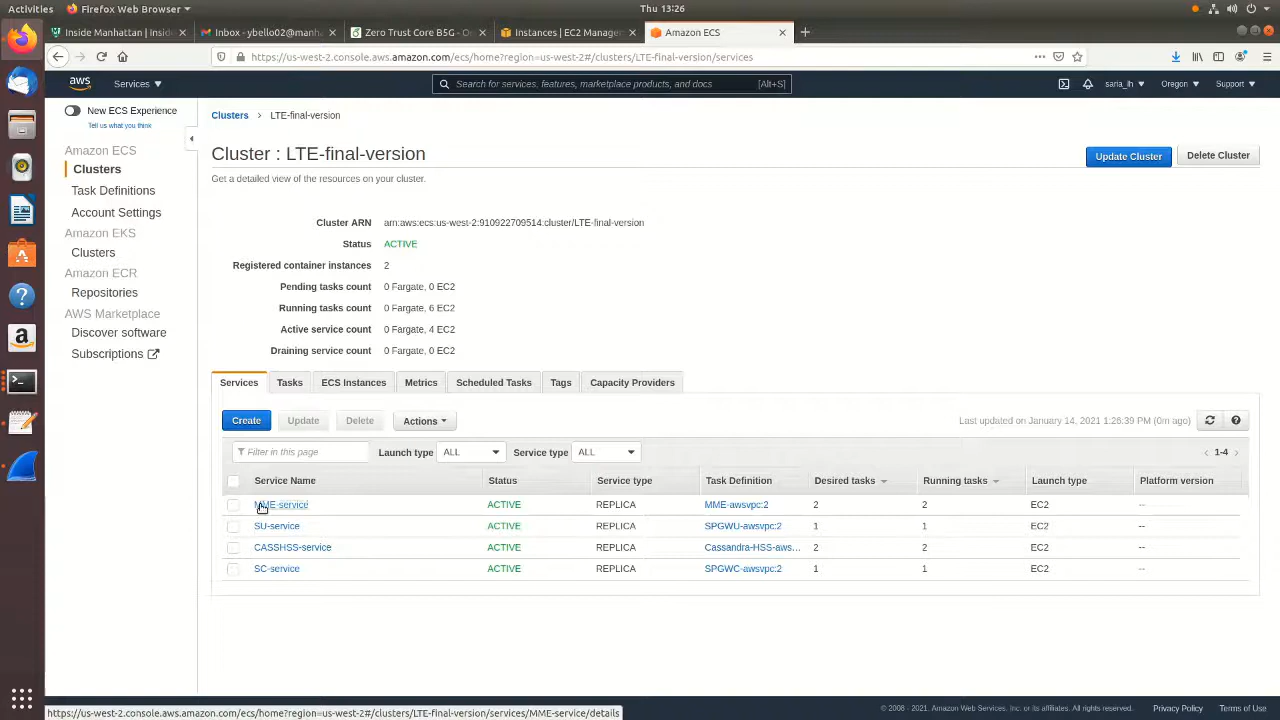 Activities Firefox Web Browser Thu 13:26
Inside Manhattan | Inside Inbox - ybello02@manha Zero Trust Core B5G - Go Instances | EC2 Manage Amazon ECS
https://us-west-2.console.aws.amazon.com/ecs/home?region=us-west-2#/clusters/LTE-final-version/services
aws Services Search for services, features, marketplace products, and docs [Alt+S] saria_lh Oregon Support
New ECS Experience
Tell us what you think
Amazon ECS
Clusters
Task Definitions
Account Settings
Amazon EKS
Clusters
Amazon ECR
Repositories
AWS Marketplace
Discover software
Subscriptions
Clusters > LTE-final-version
Cluster : LTE-final-version
Update Cluster Delete Cluster
Get a detailed view of the resources on your cluster.
Cluster ARN arn:aws:ecs:us-west-2:910922709514:cluster/LTE-final-version
Status ACTIVE
Registered container instances 2
Pending tasks count 0 Fargate, 0 EC2
Running tasks count 0 Fargate, 6 EC2
Active service count 0 Fargate, 4 EC2
Draining service count 0 Fargate, 0 EC2
Services Tasks ECS Instances Metrics Scheduled Tasks Tags Capacity Providers
Create Update Delete Actions Last updated on January 14, 2021 1:26:39 PM (0m ago)
Filter in this page Launch type ALL Service type ALL < 1-4 >
Service Name Status Service type Task Definition Desired tasks Running tasks Launch type Platform version
MME-service ACTIVE REPLICA MME-awsvpc:2 2 2 EC2 --
SU-service ACTIVE REPLICA SPGWU-awsvpc:2 1 1 EC2 --
CASSHSS-service ACTIVE REPLICA Cassandra-HSS-aws... 2 2 EC2 --
SC-service ACTIVE REPLICA SPGWC-awsvpc:2 1 1 EC2 --
https://us-west-2.console.aws.amazon.com/ecs/home?region=us-west-2#/clusters/LTE-final-version/services/MME-service/details
© 2008 - 2021, Amazon Web Services, Inc. or its affiliates. All rights reserved. Privacy Policy Terms of Use